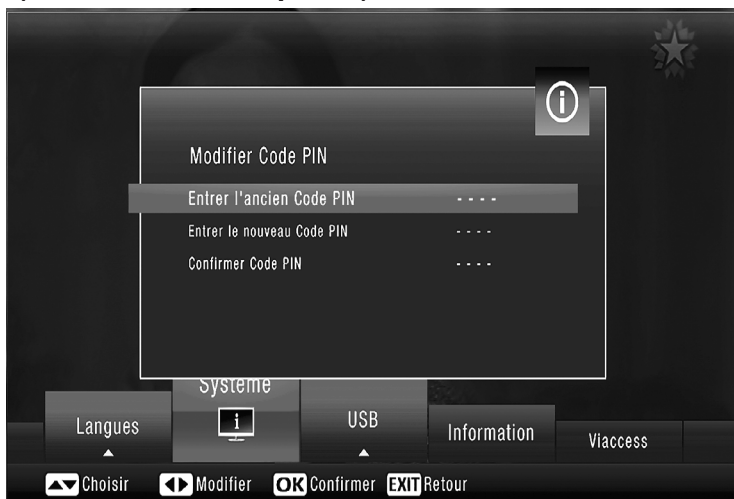 Modifier Code PIN
Entrer l'ancien Code PIN - - - -
Entrer le nouveau Code PIN - - - -
Confirmer Code PIN - - - -
Système
Langues
USB
Information
Viaccess
Choisir Modifier OK Confirmer EXIT Retour